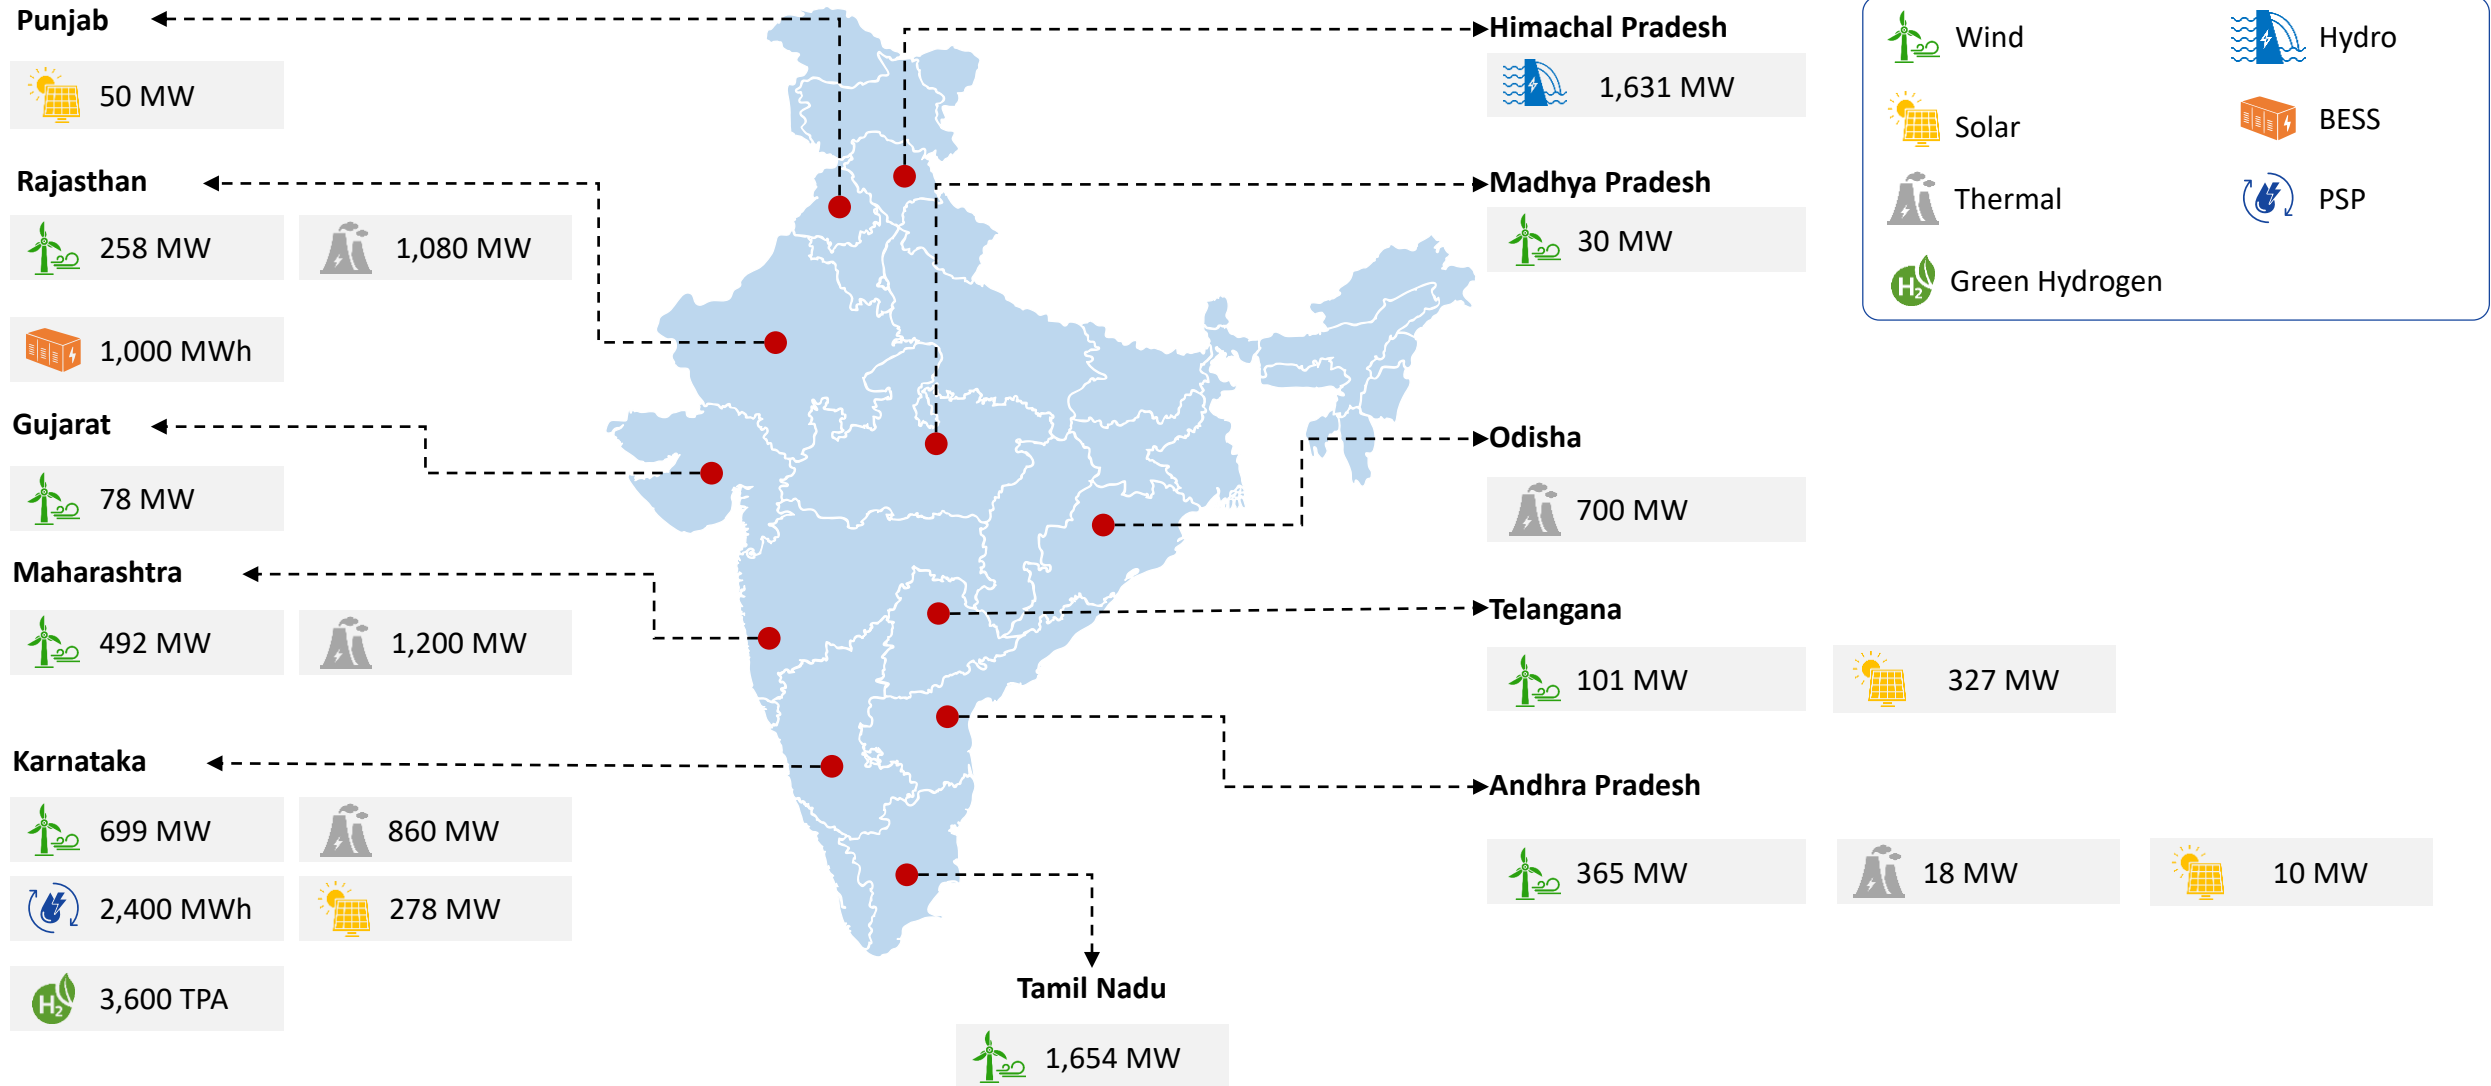 Punjab
50 MW
Rajasthan
258 MW
1,080 MW
1,000 MWh
Gujarat
78 MW
Maharashtra
492 MW
1,200 MW
Karnataka
699 MW
860 MW
2,400 MWh
278 MW
H2
3,600 TPA
Tamil Nadu
1,654 MW
Himachal Pradesh
1,631 MW
Madhya Pradesh
30 MW
Odisha
700 MW
Telangana
101 MW
327 MW
Andhra Pradesh
365 MW
18 MW
10 MW
Wind
Hydro
Solar
BESS
Thermal
PSP
H2
Green Hydrogen